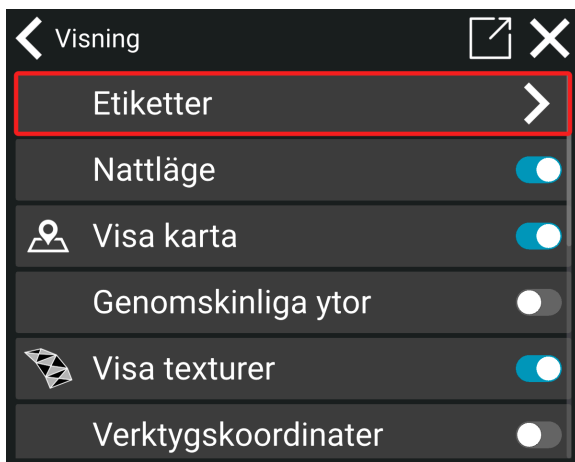 Visning
Etiketter
Nattläge
Visa karta
Genomskinliga ytor
Visa texturer
Verktygskoordinater